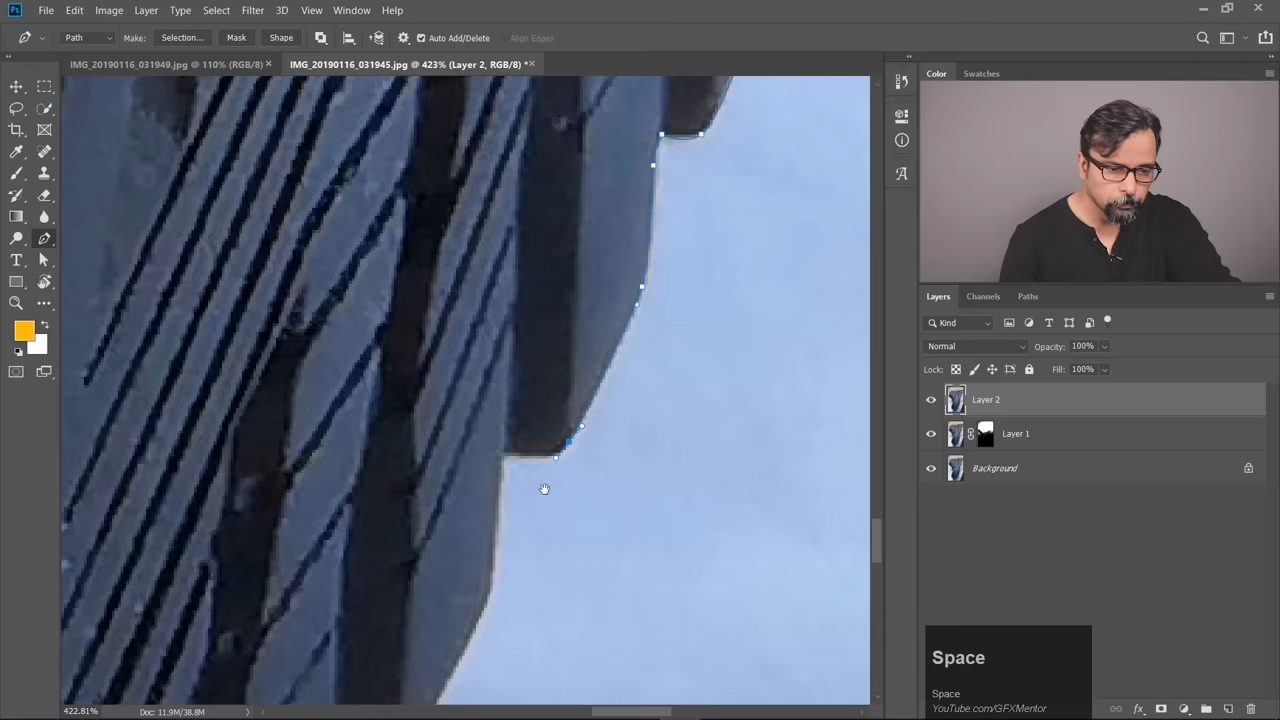 Ps File Edit Image Layer Type Select Filter 3D View Window Help
Path Make: Selection... Mask Shape Auto Add/Delete Align Edges
IMG_20190116_031949.jpg @ 110% (RGB/8) IMG_20190116_031945.jpg @ 423% (Layer 2, RGB/8) *
Color Swatches
Layers Channels Paths
Kind
Normal Opacity: 100%
Lock: Fill: 100%
Layer 2
Layer 1
Background
Space
Space
YouTube.com/GFXMentor
422.81% Doc: 11.9M/38.8M